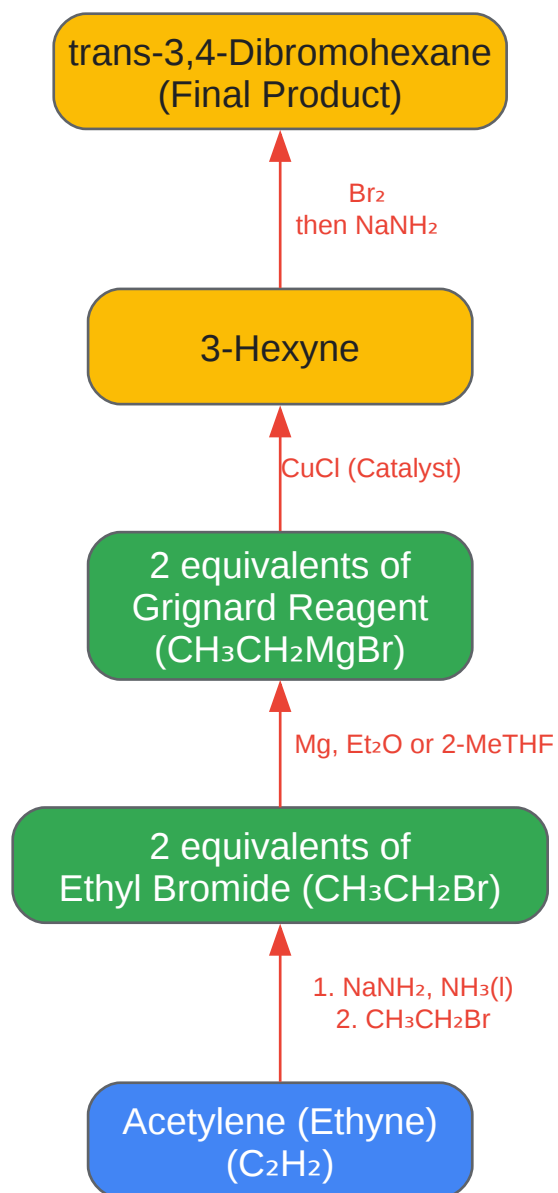 trans-3,4-Dibromohexane
(Final Product)
Br₂
then NaNH₂
3-Hexyne
CuCl (Catalyst)
2 equivalents of
Grignard Reagent
(CH₃CH₂MgBr)
Mg, Et₂O or 2-MeTHF
2 equivalents of
Ethyl Bromide (CH₃CH₂Br)
1. NaNH₂, NH₃(l)
2. CH₃CH₂Br
Acetylene (Ethyne)
(C₂H₂)